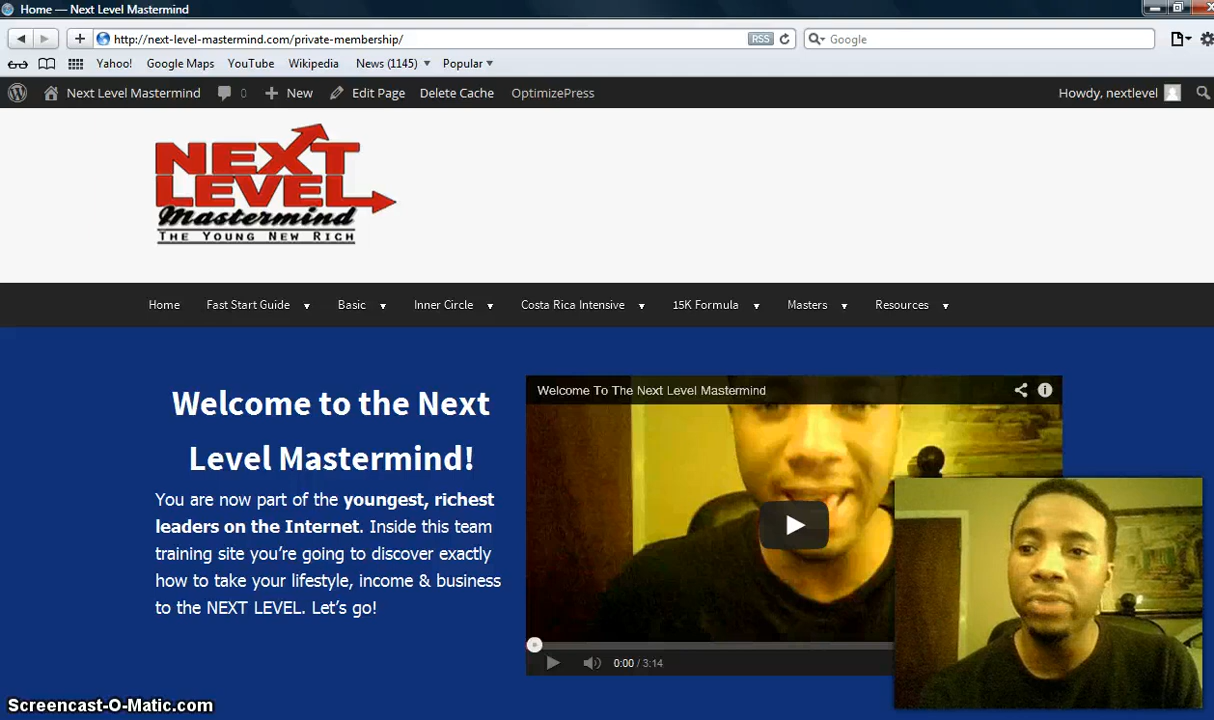 Home — Next Level Mastermind
http://next-level-mastermind.com/private-membership/ RSS Google
Yahoo! Google Maps YouTube Wikipedia News (1145) Popular
Next Level Mastermind 0 New Edit Page Delete Cache OptimizePress Howdy, nextlevel
NEXT
LEVEL
Mastermind
THE YOUNG NEW RICH
Home Fast Start Guide Basic Inner Circle Costa Rica Intensive 15K Formula Masters Resources
Welcome To The Next Level Mastermind
Welcome to the Next
Level Mastermind!
You are now part of the youngest, richest
leaders on the Internet. Inside this team
training site you’re going to discover exactly
how to take your lifestyle, income & business
to the NEXT LEVEL. Let’s go!
0:00 / 3:14
Screencast-O-Matic.com